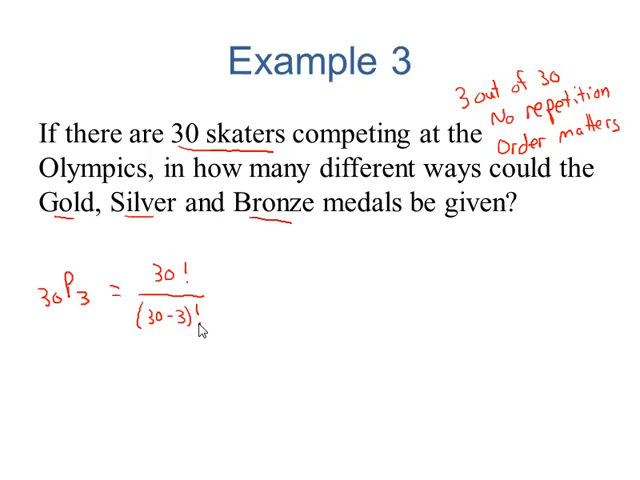 Example 3
3 out of 30
No repetition
Order matters
If there are 30 skaters competing at the
Olympics, in how many different ways could the
Gold, Silver and Bronze medals be given?
30P3 = 30! / (30-3)!